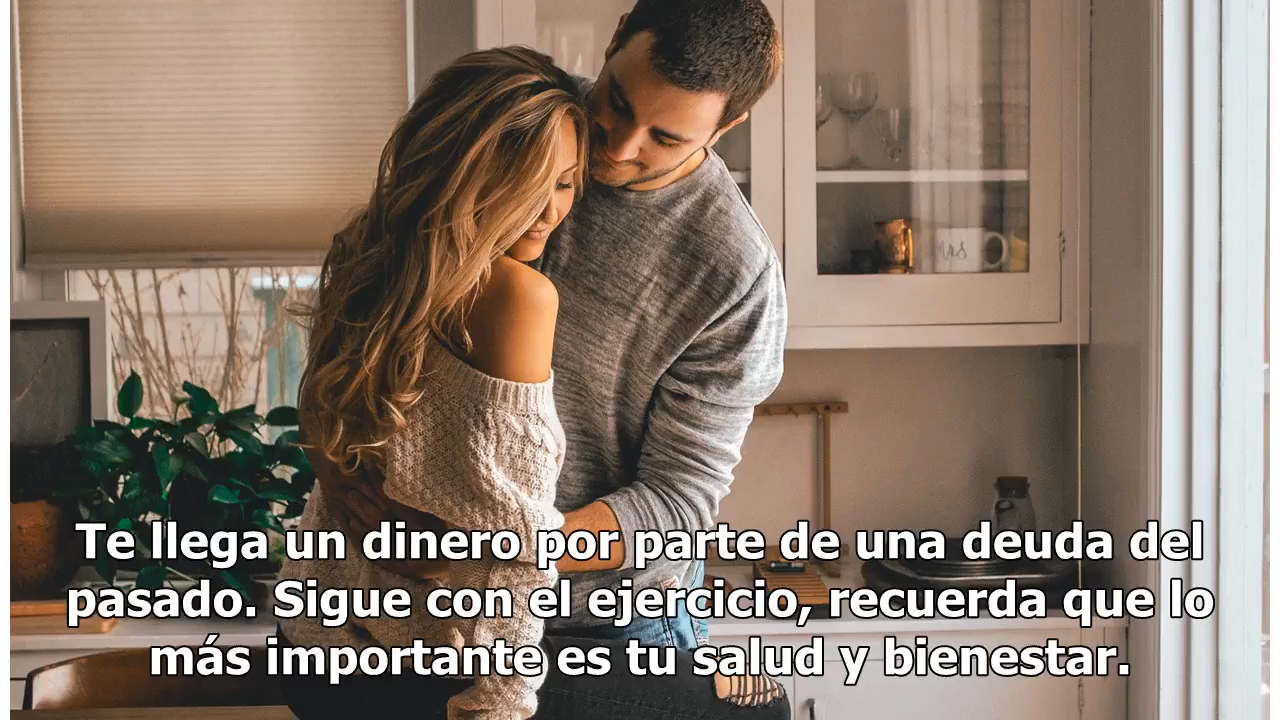 Mrs
Te llega un dinero por parte de una deuda del
pasado. Sigue con el ejercicio, recuerda que lo
más importante es tu salud y bienestar.